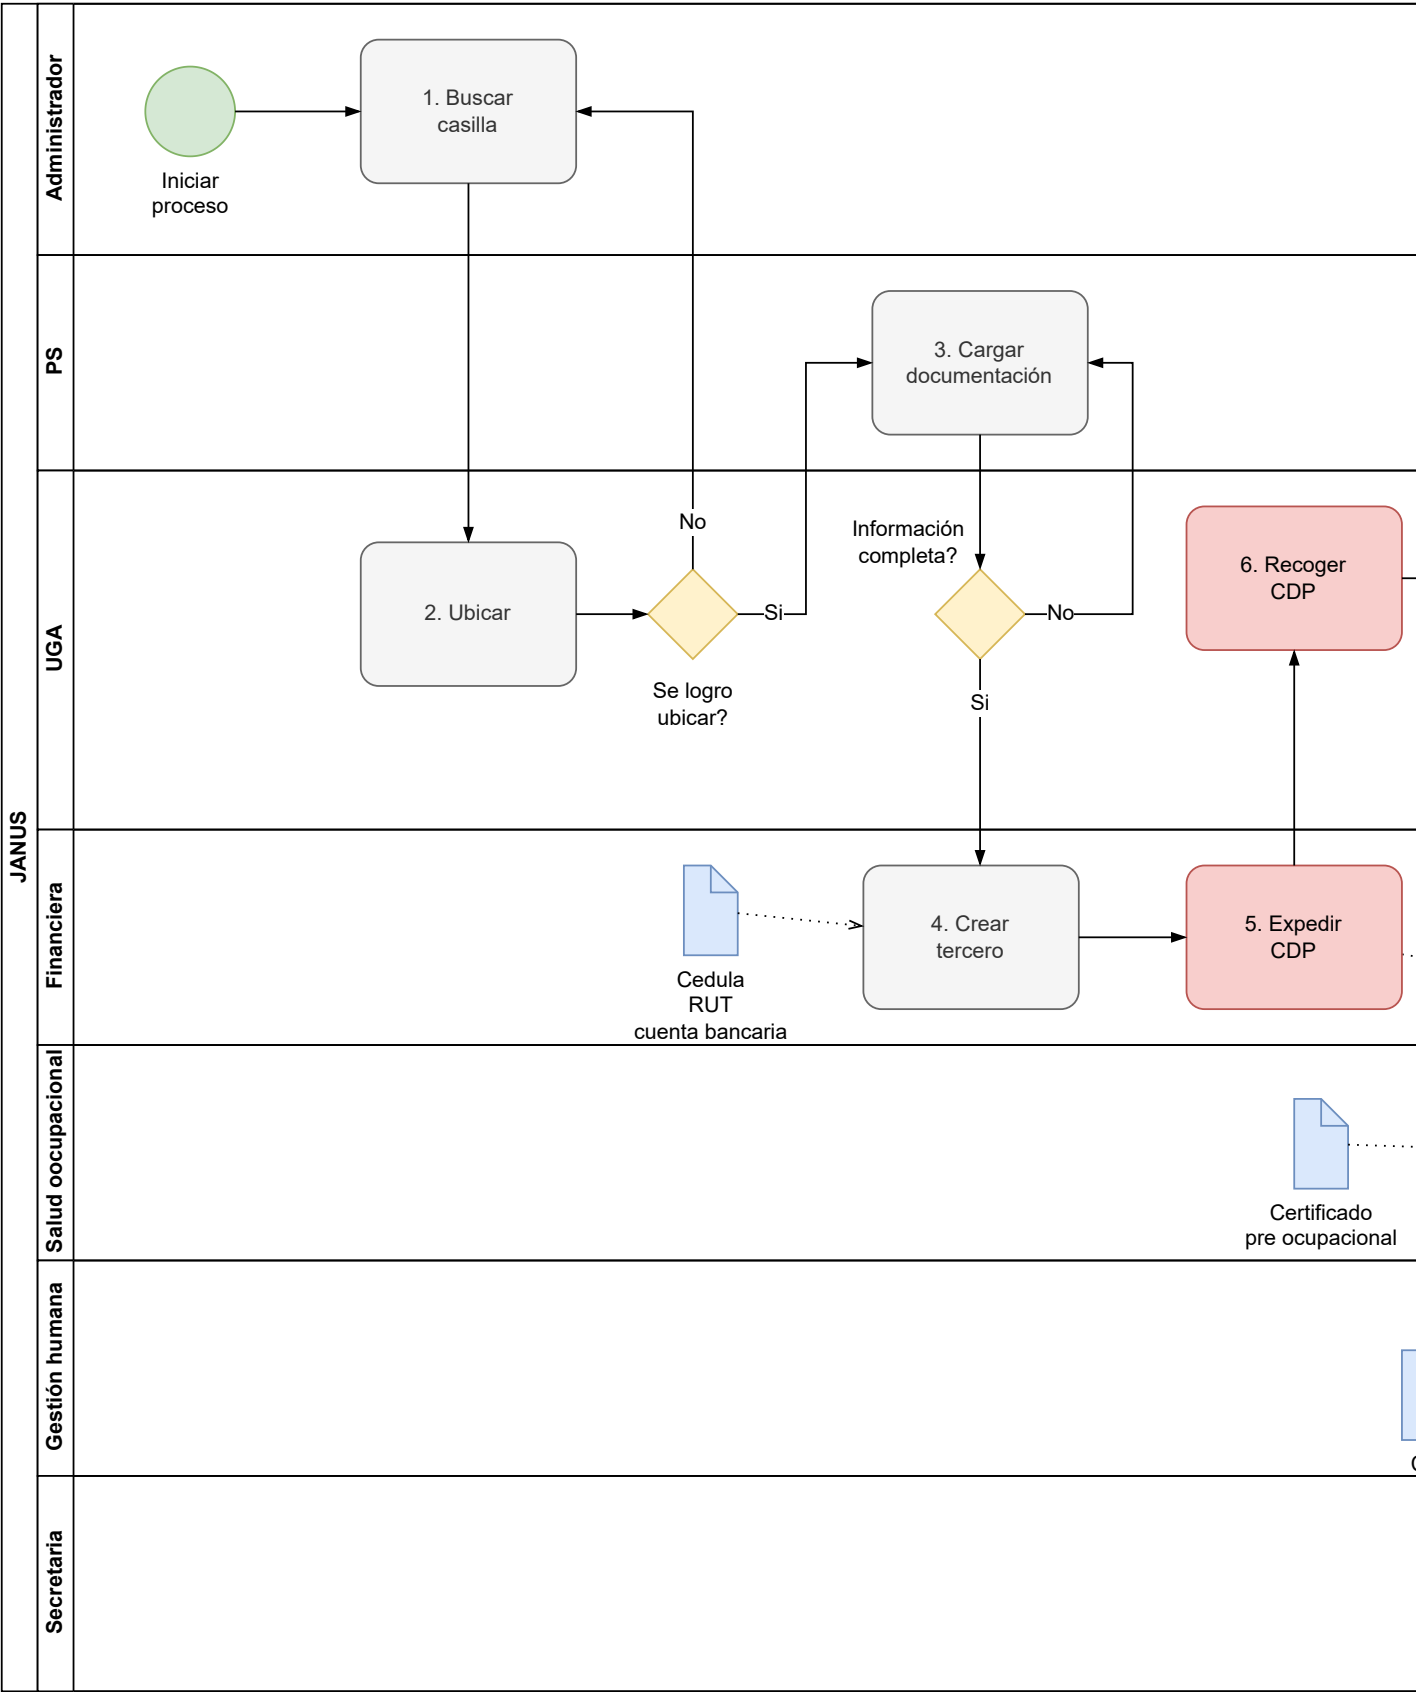 JANUS
Administrador
Iniciar
proceso
1. Buscar
casilla
PS
3. Cargar
documentación
UGA
2. Ubicar
No
Si
Se logro
ubicar?
Información
completa?
No
Si
6. Recoger
CDP
Financiera
Cedula
RUT
cuenta bancaria
4. Crear
tercero
5. Expedir
CDP
Salud oocupacional
Certificado
pre ocupacional
Gestión humana
Secretaria